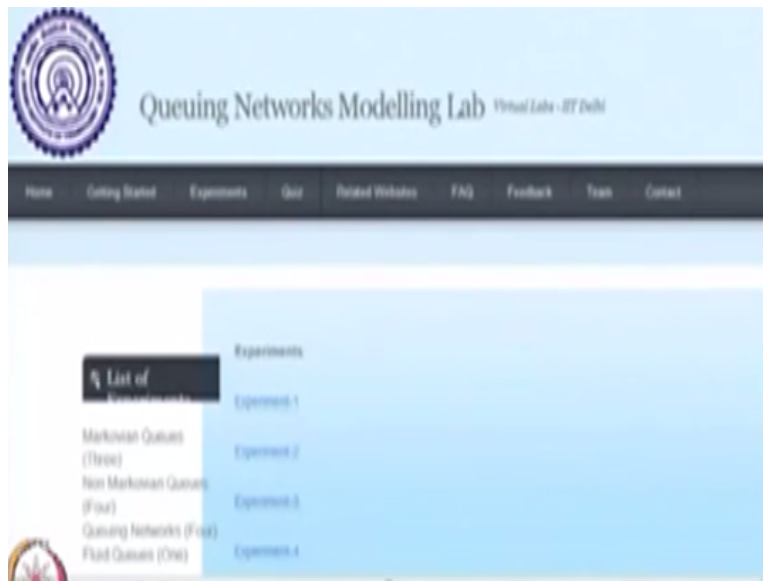 Queuing Networks Modelling Lab Virtual Labs - IIT Delhi
Home Getting Started Experiments Quiz Related Websites FAQ Feedback Team Contact
List of
Experiments
Markovian Queues
(Three)
Non Markovian Queues
(Four)
Queuing Networks (Four)
Fluid Queues (One)
Experiments
Experiment-1
Experiment-2
Experiment-3
Experiment-4